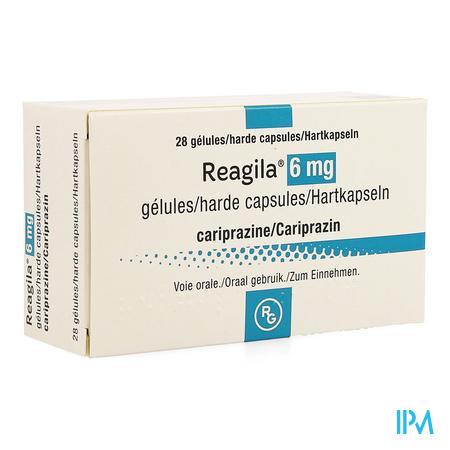 28 gélules/harde capsules/Hartkapseln
Reagila® 6 mg
gélules/harde capsules/Hartkapseln
cariprazine/Cariprazin
Voie orale./Oraal gebruik./Zum Einnehmen.
RG
Reagila® 6 mg
gélules/harde capsules/Hartkapseln
cariprazine/Cariprazin
28 gélules/harde capsules/Hartkapseln
IPM